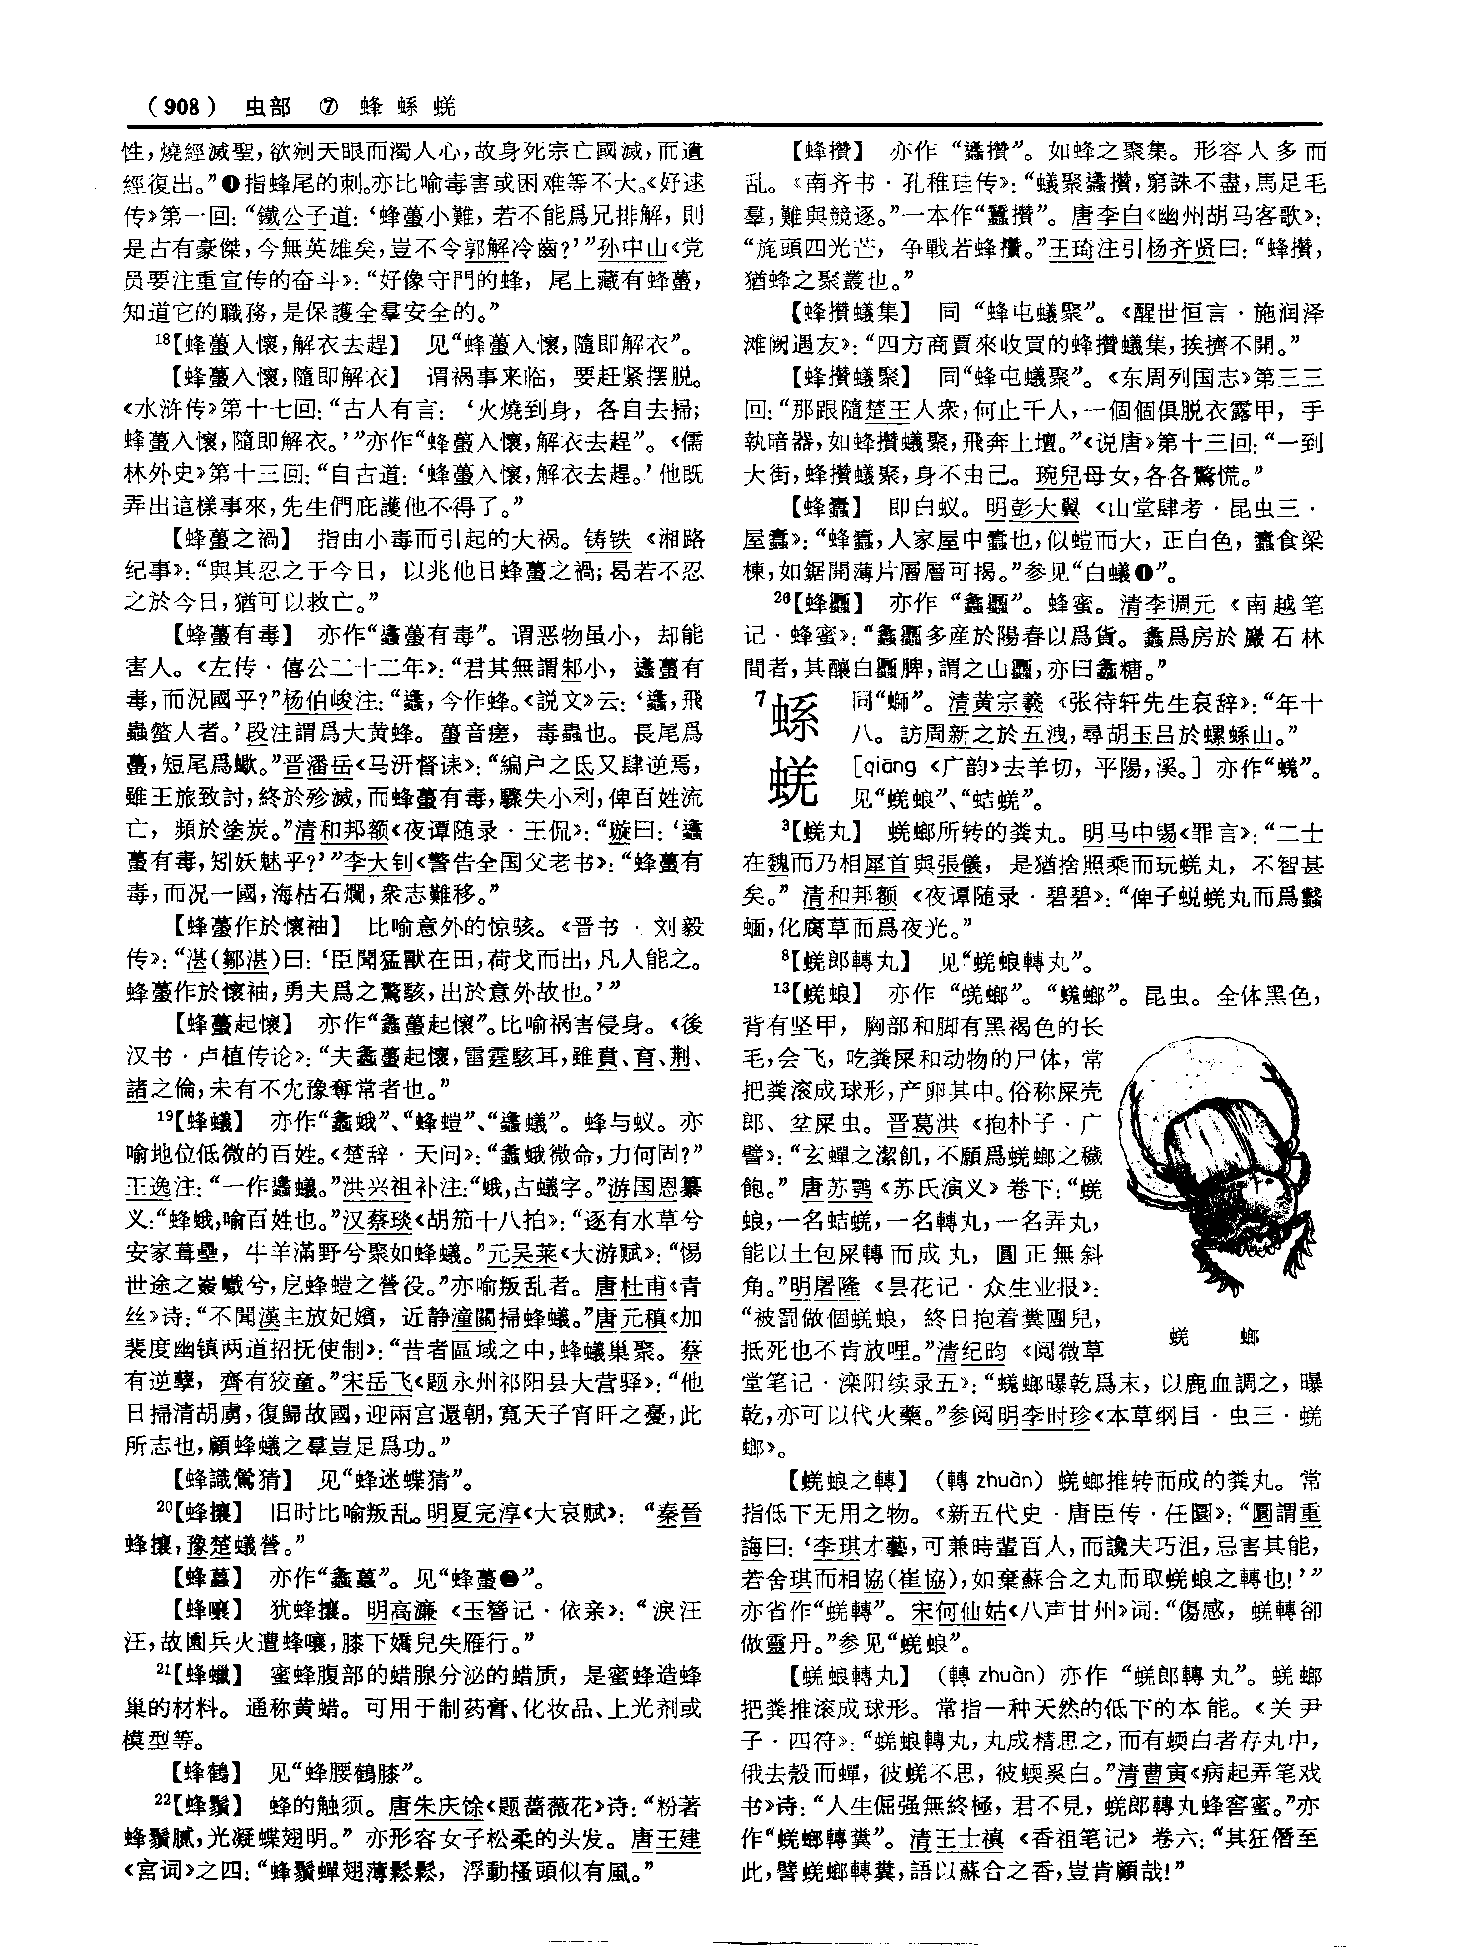 （908） 虫部 ⑦ 蜂 蛎 蜣
性，燒經滅聖，欲剜天眼而濁人心，故身死宗亡國滅，而遺
經復出。”❶指蜂尾的刺。亦比喻毒害或困难等不大。《好逑
传》第一回：“鐵公子道：‘蜂蠆小難，若不能爲兄排解，則
是古有豪傑，今無英雄矣，豈不令郭解冷齒？’”孙中山《党
员要注重宣传的奋斗》：“好像守門的蜂，尾上藏有蜂蠆，
知道它的職務，是保護全羣安全的。”
¹⁸【蜂蠆入懷，解衣去趕】 见“蜂蠆入懷，隨即解衣”。
【蜂蠆入懷，隨即解衣】 谓祸事来临，要赶紧摆脱。
《水浒传》第十七回：“古人有言：‘火燒到身，各自去掃；
蜂蠆入懷，隨即解衣。’”亦作“蜂蠆入懷，解衣去趕”。《儒
林外史》第十三回：“自古道：‘蜂蠆入懷，解衣去趕。’他既
弄出這樣事來，先生們庇護他不得了。”
【蜂蠆之禍】 指由小毒而引起的大祸。铸铁《湘路
纪事》：“與其忍之于今日，以兆他日蜂蠆之禍；曷若不忍
之於今日，猶可以救亡。”
【蜂蠆有毒】 亦作“蠭蠆有毒”。谓恶物虽小，却能
害人。《左传·僖公二十二年》：“君其無謂邾小，蠭蠆有
毒，而況國乎？”杨伯峻注：“蠭，今作蜂。《説文》云：‘蠭，飛
蟲螫人者。’段注謂爲大黄蜂。蠆音瘥，毒蟲也。長尾爲
蠆，短尾爲蠍。”晋潘岳《马汧督诔》：“編户之氐又肆逆焉，
雖王旅致討，終於殄滅，而蜂蠆有毒，驟失小利，俾百姓流
亡，頻於塗炭。”清和邦额《夜谭随录·王侃》：“璇曰：‘蠭
蠆有毒，矧妖魅乎？’”李大钊《警告全国父老书》：“蜂蠆有
毒，而況一國，海枯石爛，衆志難移。”
【蜂蠆作於懷袖】 比喻意外的惊骇。《晋书·刘毅
传》：“湛（鄒湛）曰：‘臣聞猛獸在田，荷戈而出，凡人能之。
蜂蠆作於懷袖，勇夫爲之驚駭，出於意外故也。’”
【蜂蠆起懷】 亦作“蠭蠆起懷”。比喻祸害侵身。《後
汉书·卢植传论》：“夫蠭蠆起懷，雷霆駭耳，雖賁、育、荆、
諸之倫，未有不冘豫奪常者也。”
¹⁹【蜂蟻】 亦作“蠭蛾”、“蜂螘”、“蠭蟻”。蜂与蚁。亦
喻地位低微的百姓。《楚辞·天问》：“蠭蛾微命，力何固？”
王逸注：“一作蠭蟻。”洪兴祖补注：“蛾，古蟻字。”游国恩纂
义：“蜂蛾，喻百姓也。”汉蔡琰《胡笳十八拍》：“逐有水草兮
安家葺壘，牛羊滿野兮聚如蜂蟻。”元吴莱《大游赋》：“惕
世途之嶔巇兮，戹蜂螘之營役。”亦喻叛乱者。唐杜甫《青
丝》诗：“不聞漢主放妃嬪，近静潼關掃蜂蟻。”唐元稹《加
裴度幽镇两道招抚使制》：“昔者區域之中，蜂蟻巢聚。蔡
有逆孽，齊有狡童。”宋岳飞《题永州祁阳县大营驿》：“他
日掃清胡虜，復歸故國，迎兩宫還朝，寬天子宵旰之憂，此
所志也，顧蜂蟻之羣豈足爲功。”
【蜂識鶯猜】 见“蜂迷蝶猜”。
²⁰【蜂攘】 旧时比喻叛乱。明夏完淳《大哀赋》：“秦晉
蜂攘，豫楚蟻營。”
【蜂蠚】 亦作“蠭蠚”。见“蜂蠆❷”。
【蜂嚷】 犹蜂攘。明高濂《玉簪记·依亲》：“淚汪
汪，故園兵火遭蜂嚷，膝下嬌兒失雁行。”
²¹【蜂蠟】 蜜蜂腹部的蜡腺分泌的蜡质，是蜜蜂造蜂
巢的材料。通称黄蜡。可用于制药膏、化妆品、上光剂或
模型等。
【蜂鶴】 见“蜂腰鶴膝”。
²²【蜂鬚】 蜂的触须。唐朱庆馀《题蔷薇花》诗：“粉著
蜂鬚膩，光凝蝶翅明。”亦形容女子松柔的头发。唐王建
《宫词》之四：“蜂鬚蟬翅薄鬆鬆，浮動搔頭似有風。”
【蜂攢】 亦作“蠭攢”。如蜂之聚集。形容人多而
乱。《南齐书·孔稚珪传》：“蟻聚蠭攢，窮誅不盡，馬足毛
羣，難與競逐。”一本作“蠶攢”。唐李白《幽州胡马客歌》：
“旄頭四光芒，争戰若蜂攢。”王琦注引杨齐贤曰：“蜂攢，
猶蜂之聚叢也。”
【蜂攢蟻集】 同“蜂屯蟻聚”。《醒世恒言·施润泽
滩阙遇友》：“四方商賈來收買的蜂攢蟻集，挨擠不開。”
【蜂攢蟻聚】 同“蜂屯蟻聚”。《东周列国志》第三三
回：“那跟隨楚王人衆，何止千人，一個個俱脱衣露甲，手
執暗器，如蜂攢蟻聚，飛奔上壇。”《说唐》第十三回：“一到
大街，蜂攢蟻聚，身不由己。琬兒母女，各各驚慌。”
【蜂蠹】 即白蚁。明彭大翼《山堂肆考·昆虫三·
屋蠹》：“蜂蠹，人家屋中蠹也，似螘而大，正白色，蠹食梁
棟，如鋸開薄片層層可揭。”参见“白蟻❶”。
²⁶【蜂䘇】 亦作“蠭䘇”。蜂蜜。清李调元《南越笔
记·蜂蜜》：“蠭䘇多産於陽春以爲貨。蠭爲房於巖石林
間者，其釀白䘇脾，謂之山䘇，亦曰蠭糖。”
⁷䗐 同“螄”。清黄宗羲《张待轩先生哀辞》：“年十
八。訪周新之於五洩，尋胡玉吕於螺䗐山。”
蜣 ［qiāng《广韵》去羊切，平陽，溪。］ 亦作“蜣”。
见“蜣蜋”、“蛣蜣”。
³【蜣丸】 蜣螂所转的粪丸。明马中锡《罪言》：“二士
在魏而乃相犀首與張儀，是猶捨照乘而玩蜣丸，不智甚
矣。”清和邦额《夜谭随录·碧碧》：“俾子蜕蜣丸而爲蠶
蝒，化腐草而爲夜光。”
⁸【蜣郎轉丸】 见“蜣蜋轉丸”。
¹³【蜣蜋】 亦作“蜣螂”。“蜣螂”。昆虫。全体黑色，
背有坚甲，胸部和脚有黑褐色的长
毛，会飞，吃粪屎和动物的尸体，常
把粪滚成球形，产卵其中。俗称屎壳
郎、坌屎虫。晋葛洪《抱朴子·广
譬》：“玄蟬之潔飢，不願爲蜣螂之穢
飽。”唐苏鹗《苏氏演义》卷下：“蜣
蜋，一名蛣蜣，一名轉丸，一名弄丸，
能以土包屎轉而成丸，圓正無斜
角。”明屠隆《昙花记·众生业报》：
“被罰做個蜣蜋，終日抱着糞團兒，
抵死也不肯放哩。”清纪昀《阅微草
堂笔记·滦阳续录五》：“蜣螂曝乾爲末，以鹿血調之，曝
乾，亦可以代火藥。”参阅明李时珍《本草纲目·虫三·蜣
螂》。
蜣 螂
【蜣蜋之轉】 （轉 zhuàn）蜣螂推转而成的粪丸。常
指低下无用之物。《新五代史·唐臣传·任圜》：“圜謂重
誨曰：‘李琪才藝，可兼時輩百人，而讒夫巧沮，忌害其能，
若舍琪而相協（崔協），如棄蘇合之丸而取蜣蜋之轉也！’”
亦省作“蜣轉”。宋何仙姑《八声甘州》词：“傷感，蜣轉卻
做靈丹。”参见“蜣蜋”。
【蜣蜋轉丸】 （轉 zhuàn）亦作“蜣郎轉丸”。蜣螂
把粪推滚成球形。常指一种天然的低下的本能。《关尹
子·四符》：“蜣蜋轉丸，丸成精思之，而有蝡白者存丸中，
俄去殼而蟬，彼蜣不思，彼蝡奚白。”清曹寅《病起弄笔戏
书》诗：“人生倔强無終極，君不見，蜣郎轉丸蜂窖蜜。”亦
作“蜣螂轉糞”。清王士禛《香祖笔记》卷六：“其狂僭至
此，譬蜣螂轉糞，語以蘇合之香，豈肯顧哉！”